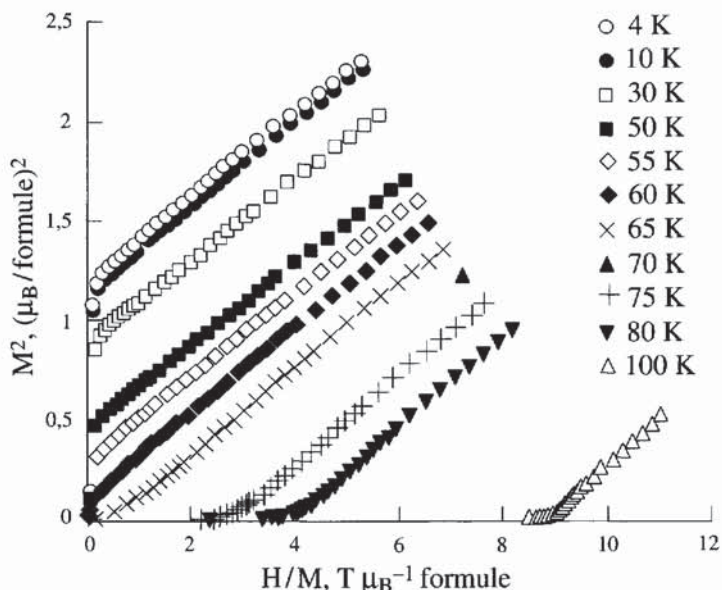 M², (μB/formule)²
2,5
2
1.5
1
0,5
0
0 2 4 6 8 10 12
H/M, T μB⁻¹ formule
4 K
10 K
30 K
50 K
55 K
60 K
65 K
70 K
75 K
80 K
100 K